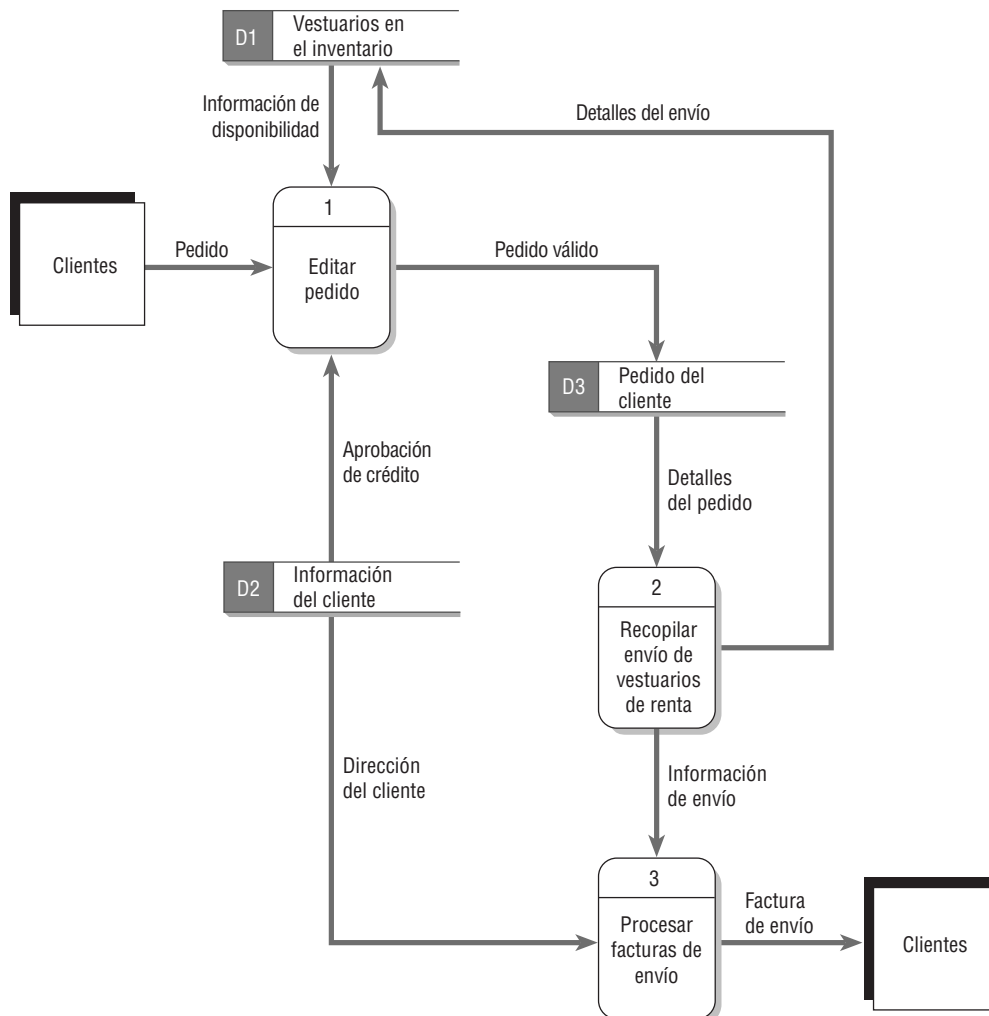 D1
Vestuarios en
el inventario
Información de
disponibilidad
Detalles del envío
Clientes
Pedido
1
Editar
pedido
Pedido válido
D3
Pedido del
cliente
Aprobación
de crédito
Detalles
del pedido
D2
Información
del cliente
2
Recopilar
envío de
vestuarios
de renta
Dirección
del cliente
Información
de envío
3
Procesar
facturas de
envío
Factura
de envío
Clientes